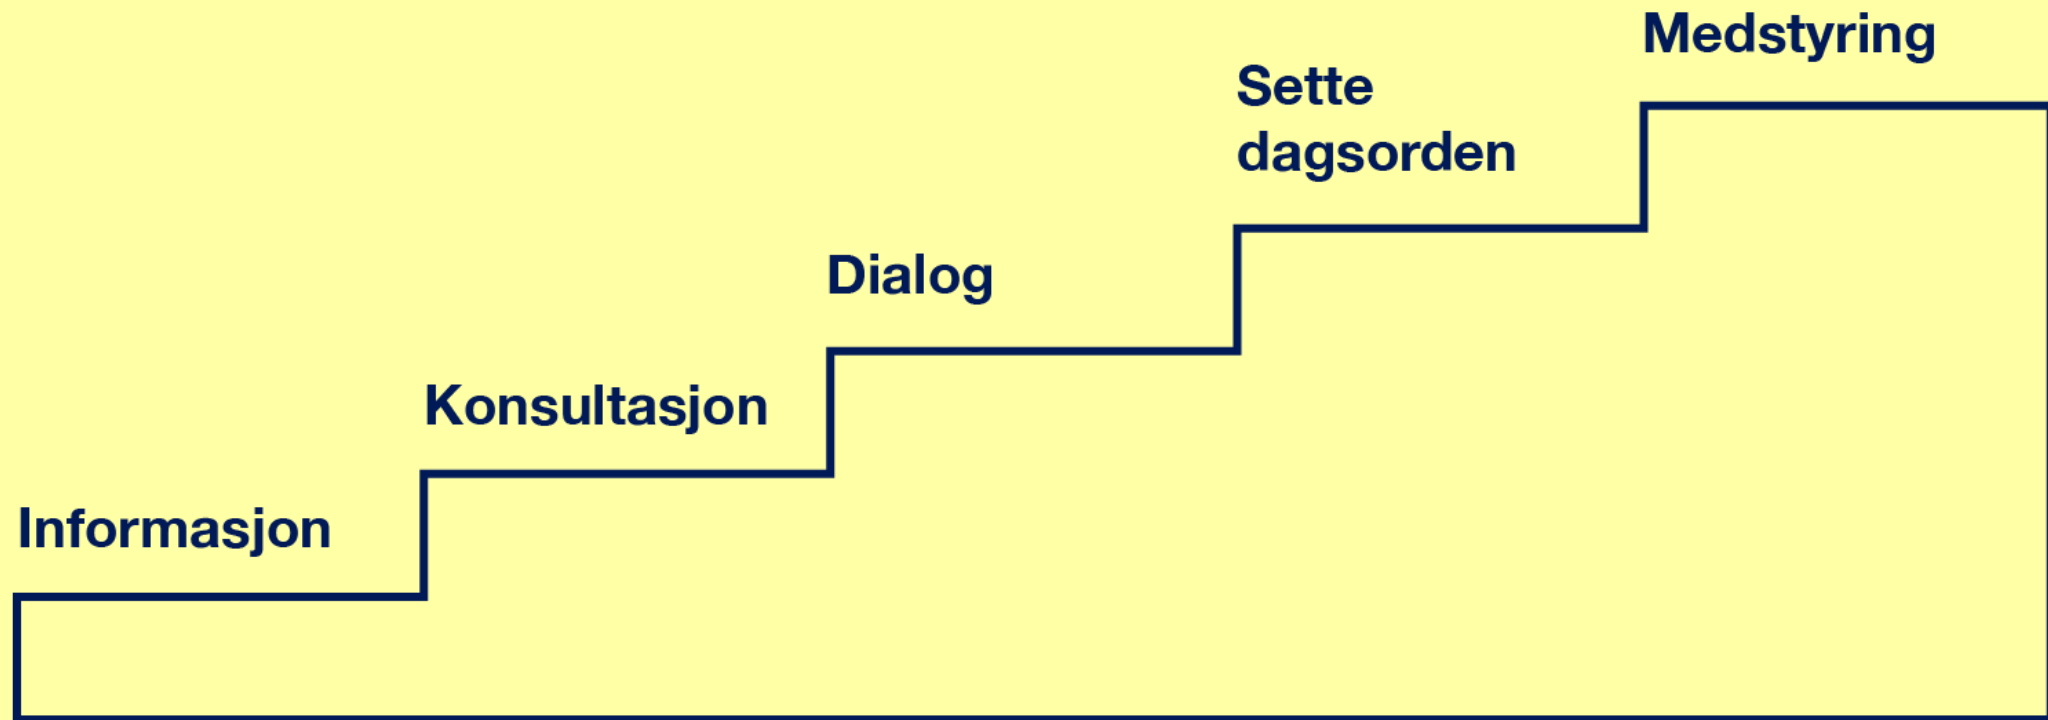 Medstyring
Sette
dagsorden
Dialog
Konsultasjon
Informasjon